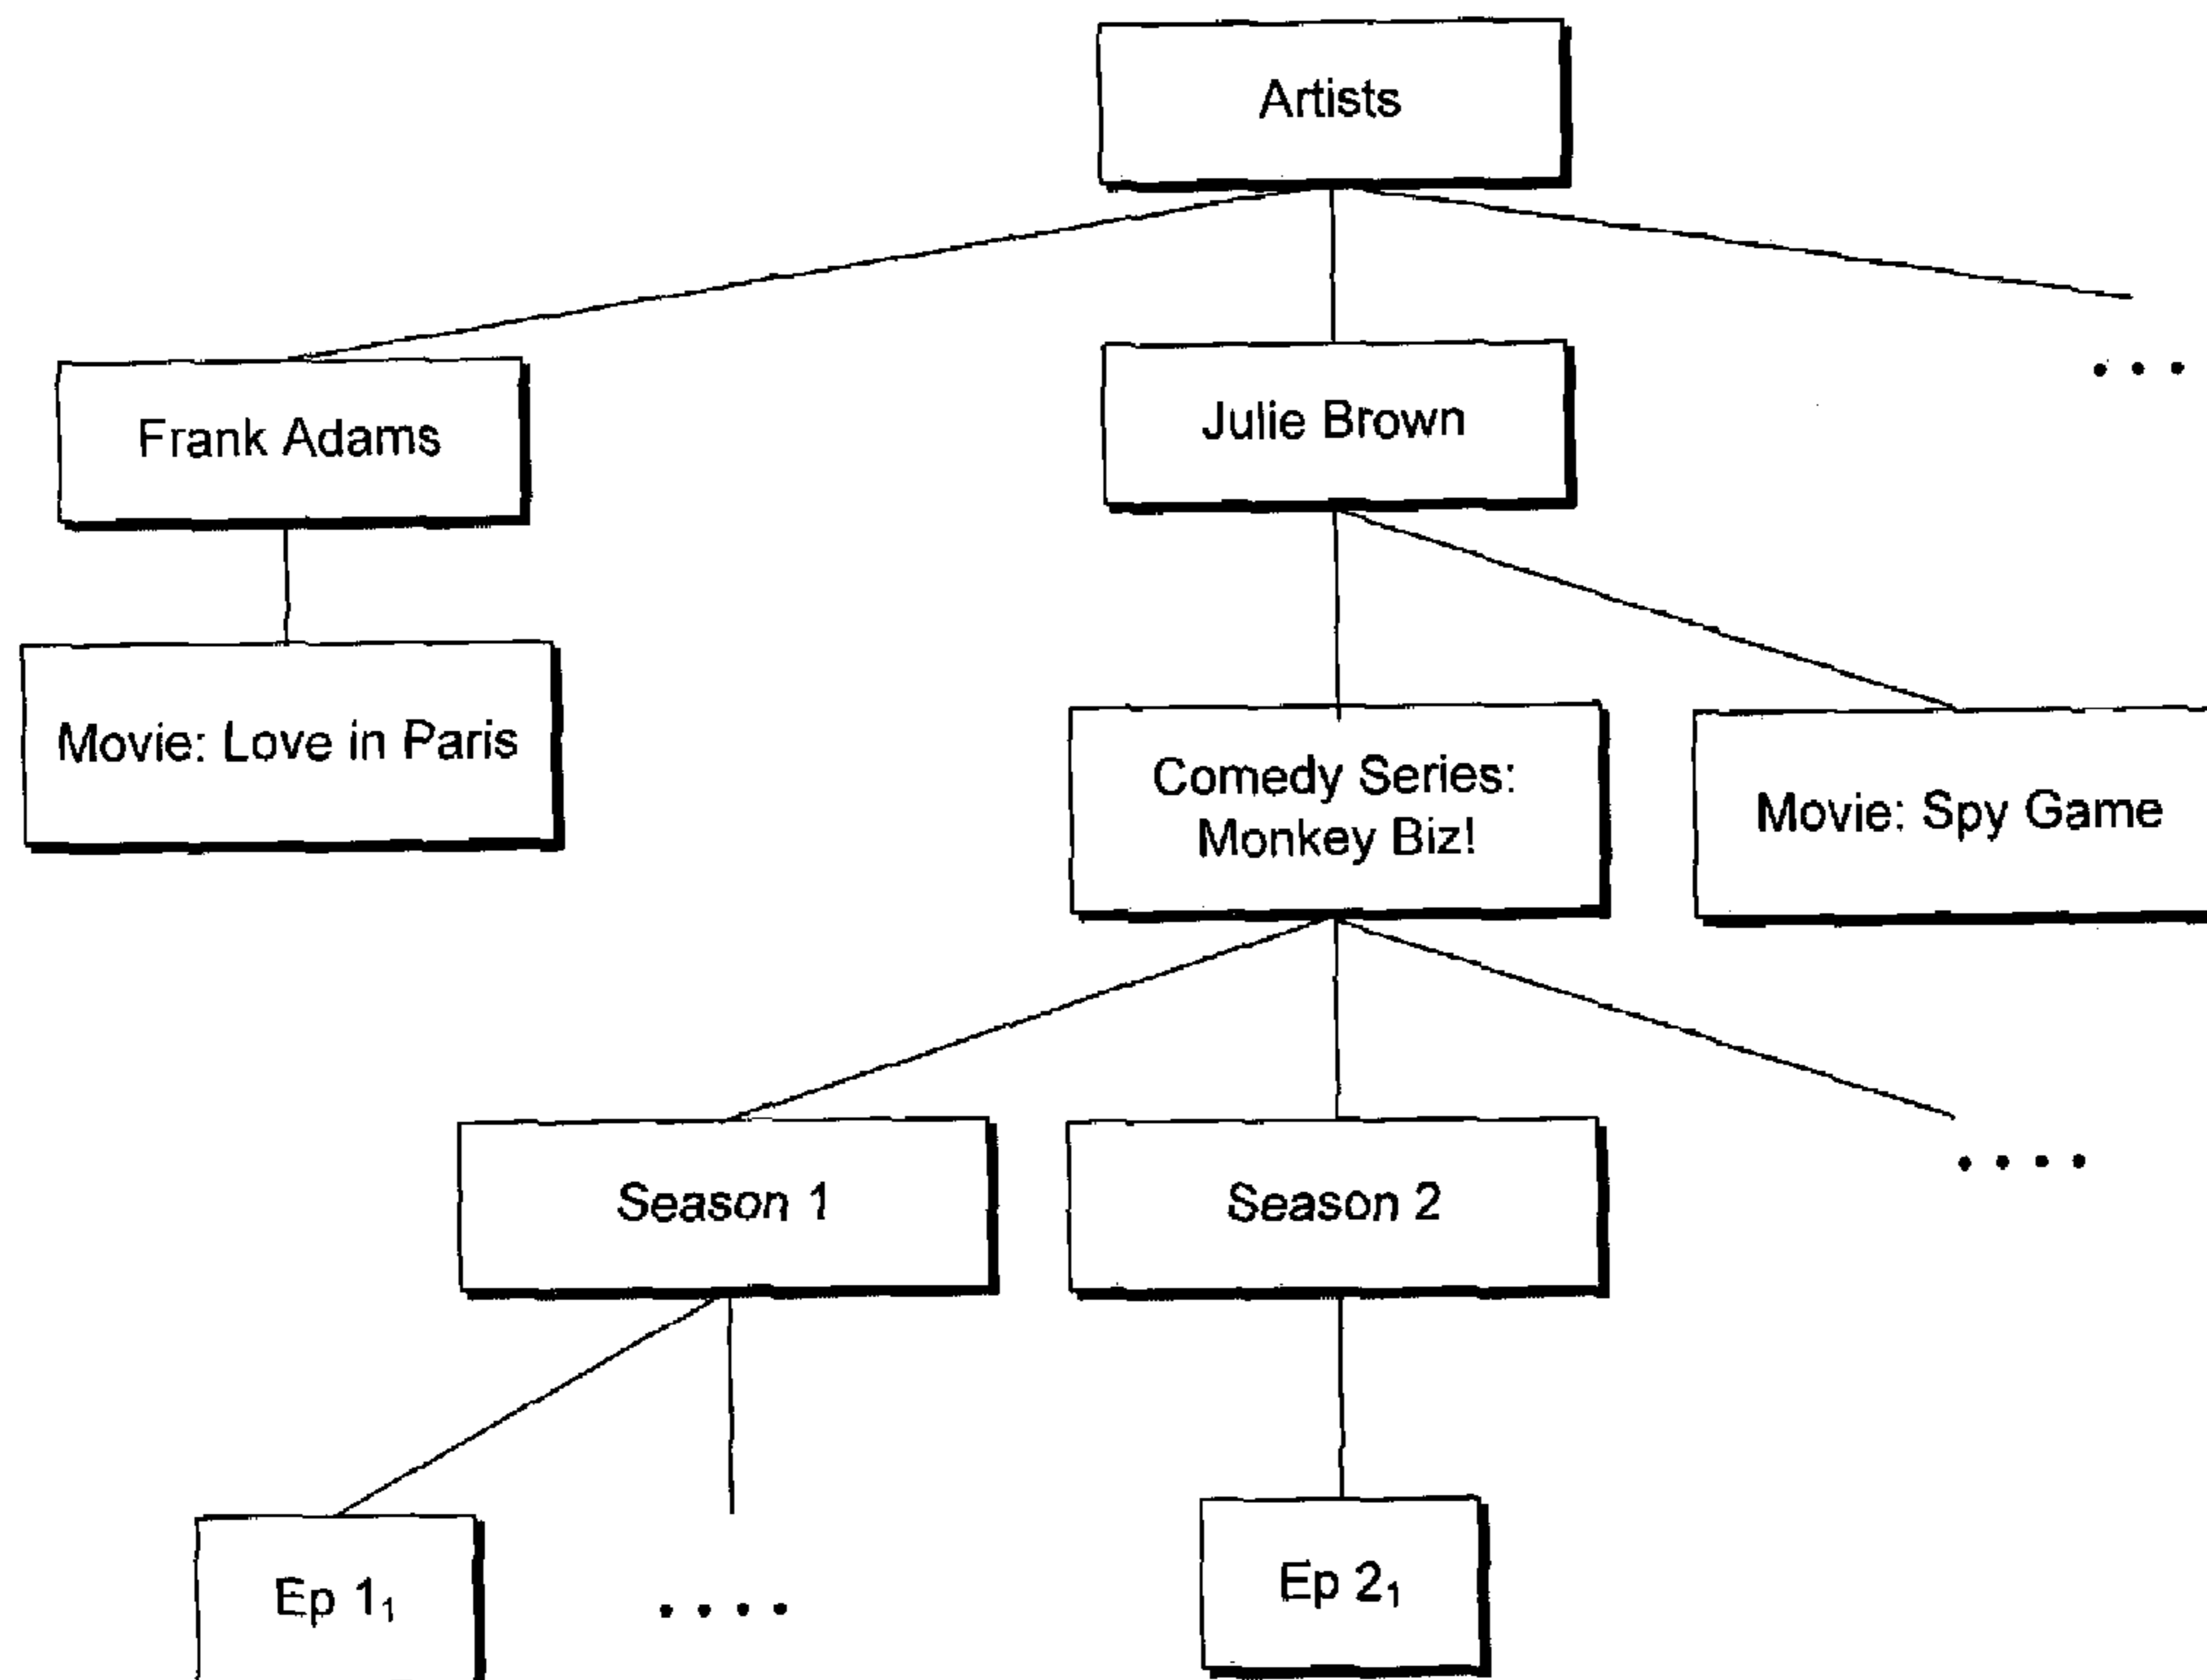 Artists
Frank Adams
Julie Brown
. . .
Movie: Love in Paris
Comedy Series:
Monkey Biz!
Movie: Spy Game
Season 1
Season 2
. . . .
Ep 1₁
. . . .
Ep 2₁